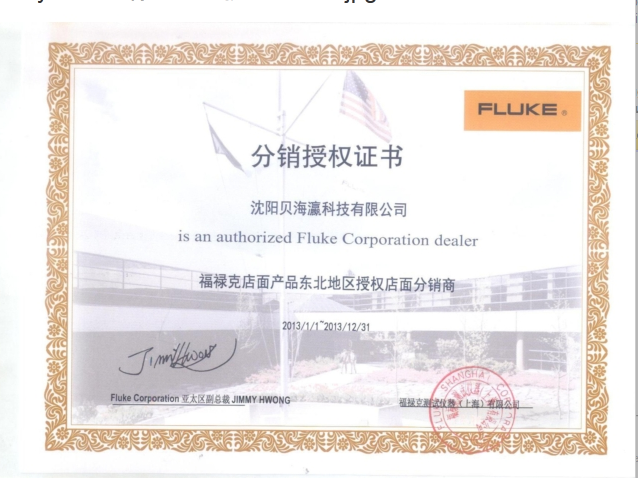 FLUKE®
分销授权证书
沈阳贝海瀛科技有限公司
is an authorized Fluke Corporation dealer
福禄克店面产品东北地区授权店面分销商
2013/1/1~2013/12/31
Fluke Corporation 亚太区副总裁 JIMMY HWONG
福禄克测试仪器（上海）有限公司